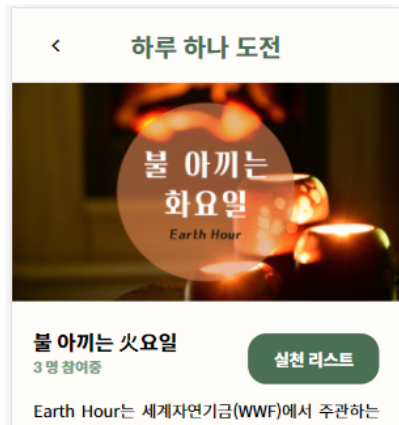 하루 하나 도전
불 아끼는
화요일
Earth Hour
불 아끼는 火요일
3 명 참여중
실천 리스트
Earth Hour는 세계자연기금(WWF)에서 주관하는